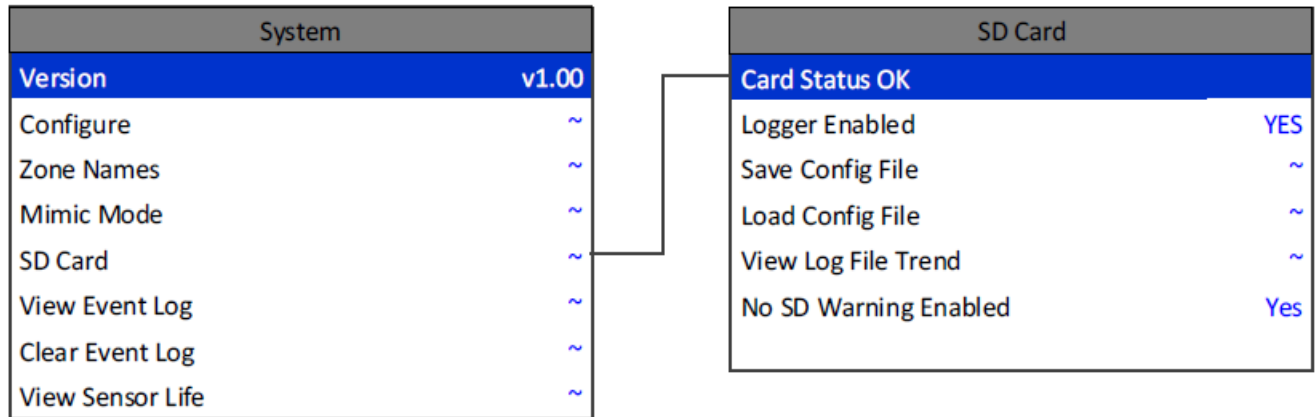 System
Version v1.00
Configure ~
Zone Names ~
Mimic Mode ~
SD Card ~
View Event Log ~
Clear Event Log ~
View Sensor Life ~
SD Card
Card Status OK
Logger Enabled YES
Save Config File ~
Load Config File ~
View Log File Trend ~
No SD Warning Enabled Yes